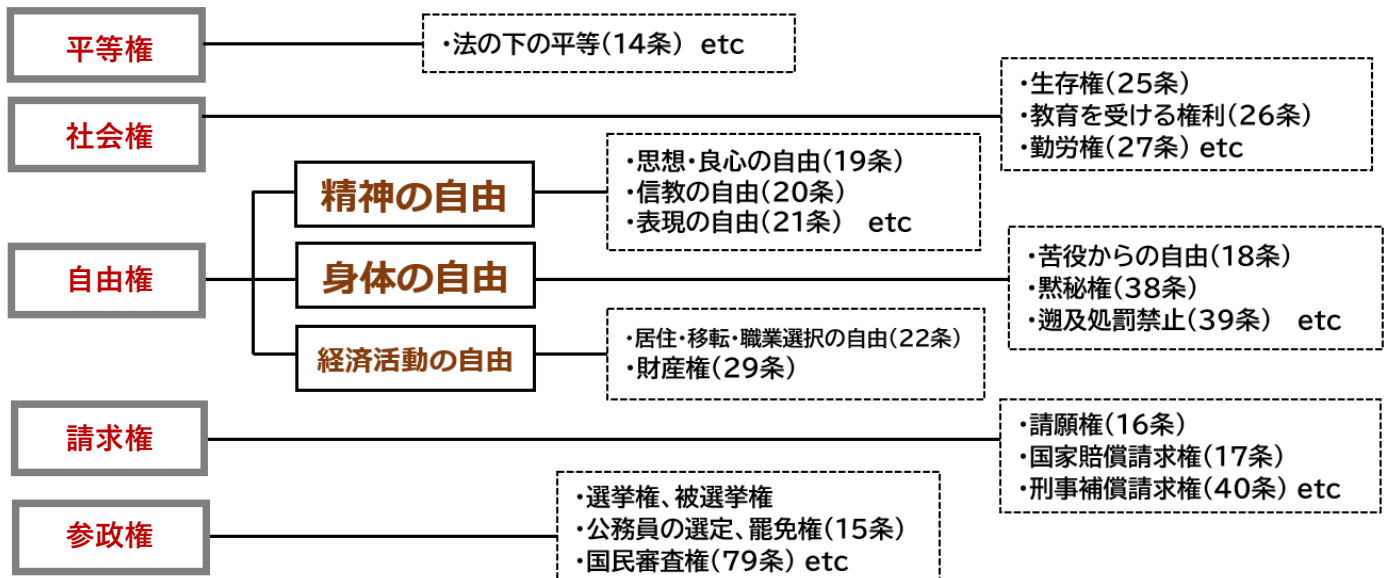 平等権
・法の下の平等(14条) etc
社会権
・生存権(25条)
・教育を受ける権利(26条)
・勤労権(27条) etc
自由権
精神の自由
・思想・良心の自由(19条)
・信教の自由(20条)
・表現の自由(21条) etc
身体の自由
・苦役からの自由(18条)
・黙秘権(38条)
・遡及処罰禁止(39条) etc
経済活動の自由
・居住・移転・職業選択の自由(22条)
・財産権(29条)
請求権
・請願権(16条)
・国家賠償請求権(17条)
・刑事補償請求権(40条) etc
参政権
・選挙権、被選挙権
・公務員の選定、罷免権(15条)
・国民審査権(79条) etc